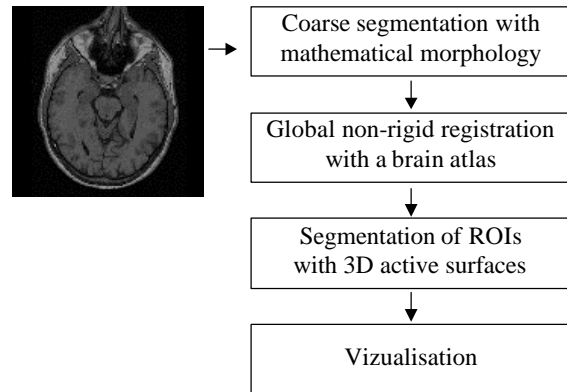 Coarse segmentation with
mathematical morphology
Global non-rigid registration
with a brain atlas
Segmentation of ROIs
with 3D active surfaces
Vizualisation